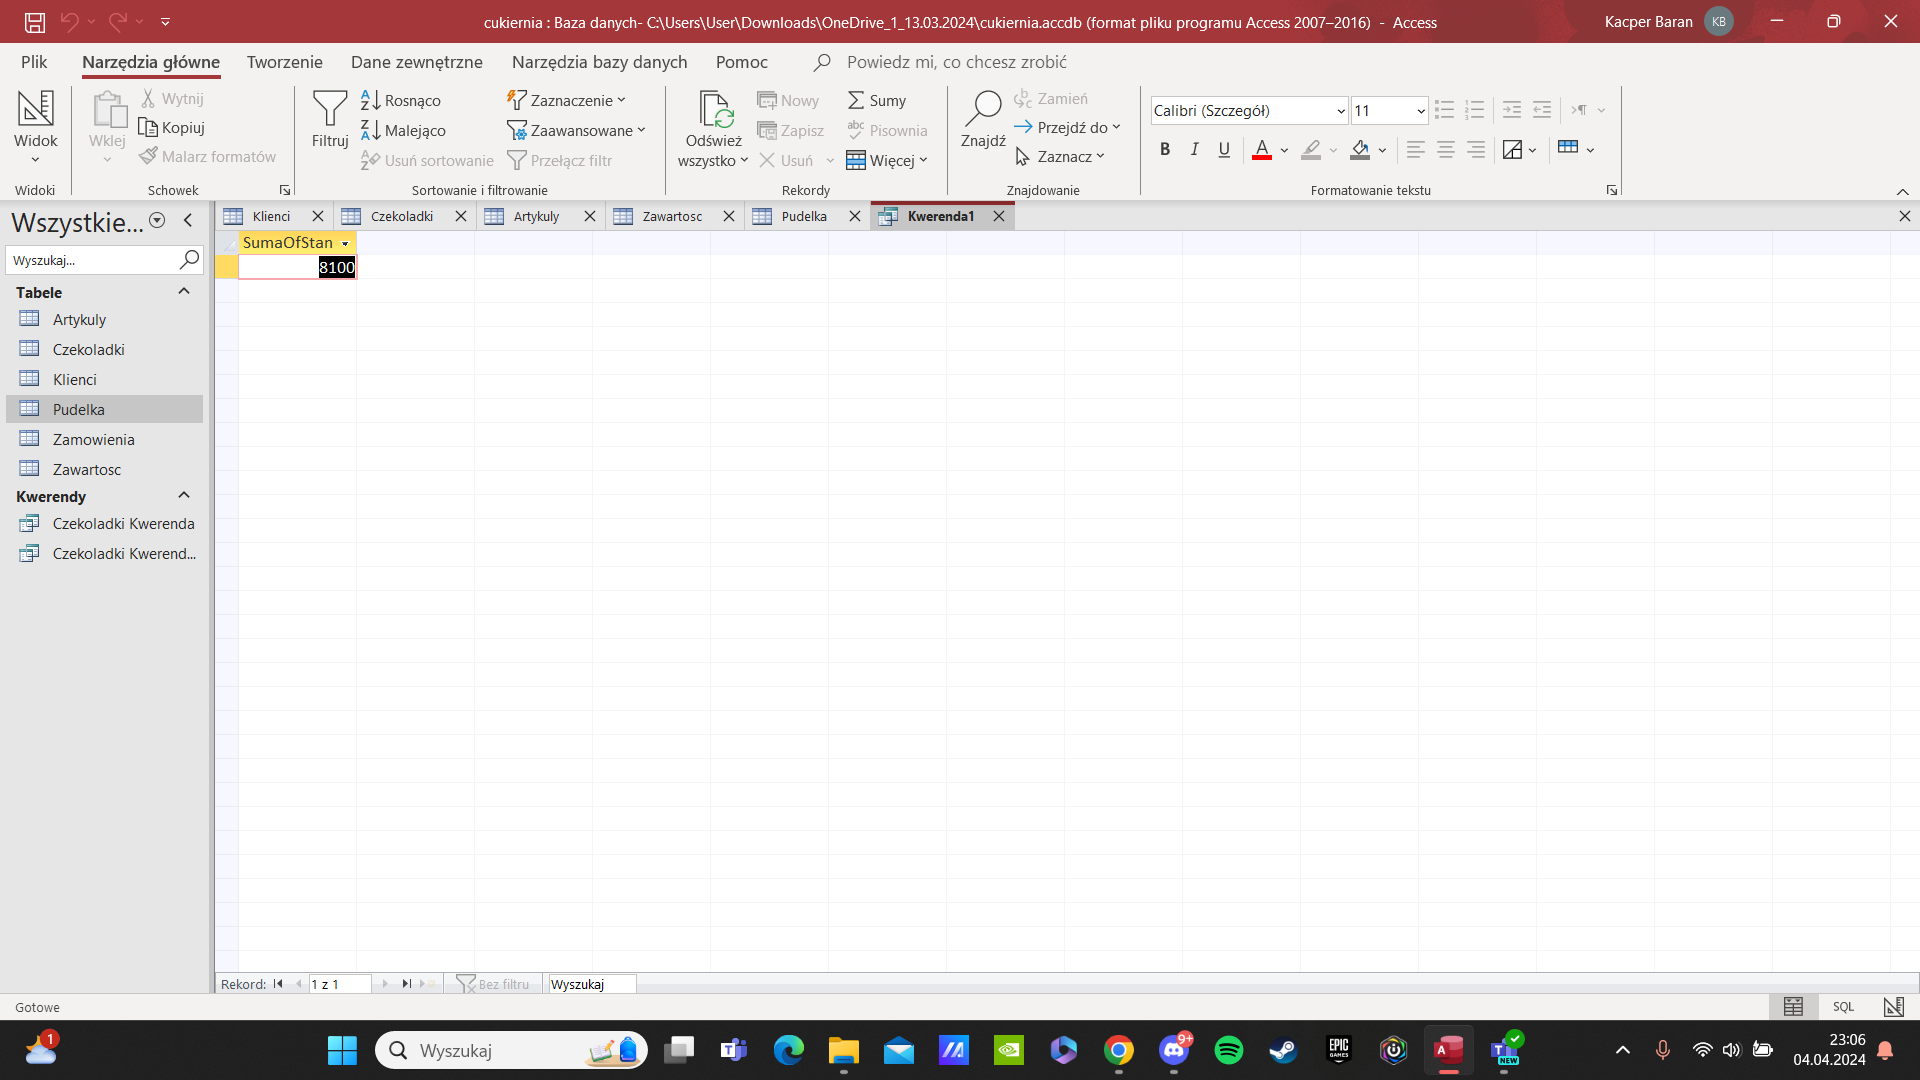 cukiernia : Baza danych- C:\Users\User\Downloads\OneDrive_1_13.03.2024\cukiernia.accdb (format pliku programu Access 2007–2016) - Access
Kacper Baran
KB
Plik
Narzędzia główne
Tworzenie
Dane zewnętrzne
Narzędzia bazy danych
Pomoc
Powiedz mi, co chcesz zrobić
Widok
Widoki
Wklej
Wytnij
Kopiuj
Malarz formatów
Schowek
Filtruj
Rosnąco
Malejąco
Usuń sortowanie
Zaznaczenie
Zaawansowane
Przełącz filtr
Sortowanie i filtrowanie
Odśwież
wszystko
Nowy
Zapisz
Usuń
Sumy
Pisownia
Więcej
Rekordy
Znajdź
Zamień
Przejdź do
Zaznacz
Znajdowanie
Calibri (Szczegół)
11
B I U
A
Formatowanie tekstu
Wszystkie...
Wyszukaj...
Tabele
Artykuly
Czekoladki
Klienci
Pudelka
Zamowienia
Zawartosc
Kwerendy
Czekoladki Kwerenda
Czekoladki Kwerend...
Klienci
Czekoladki
Artykuly
Zawartosc
Pudelka
Kwerenda1
SumaOfStan
8100
Rekord:
1 z 1
Bez filtru
Wyszukaj
Gotowe
SQL
1
Wyszukaj
9+
EPIC
GAMES
A
NEW
23:06
04.04.2024